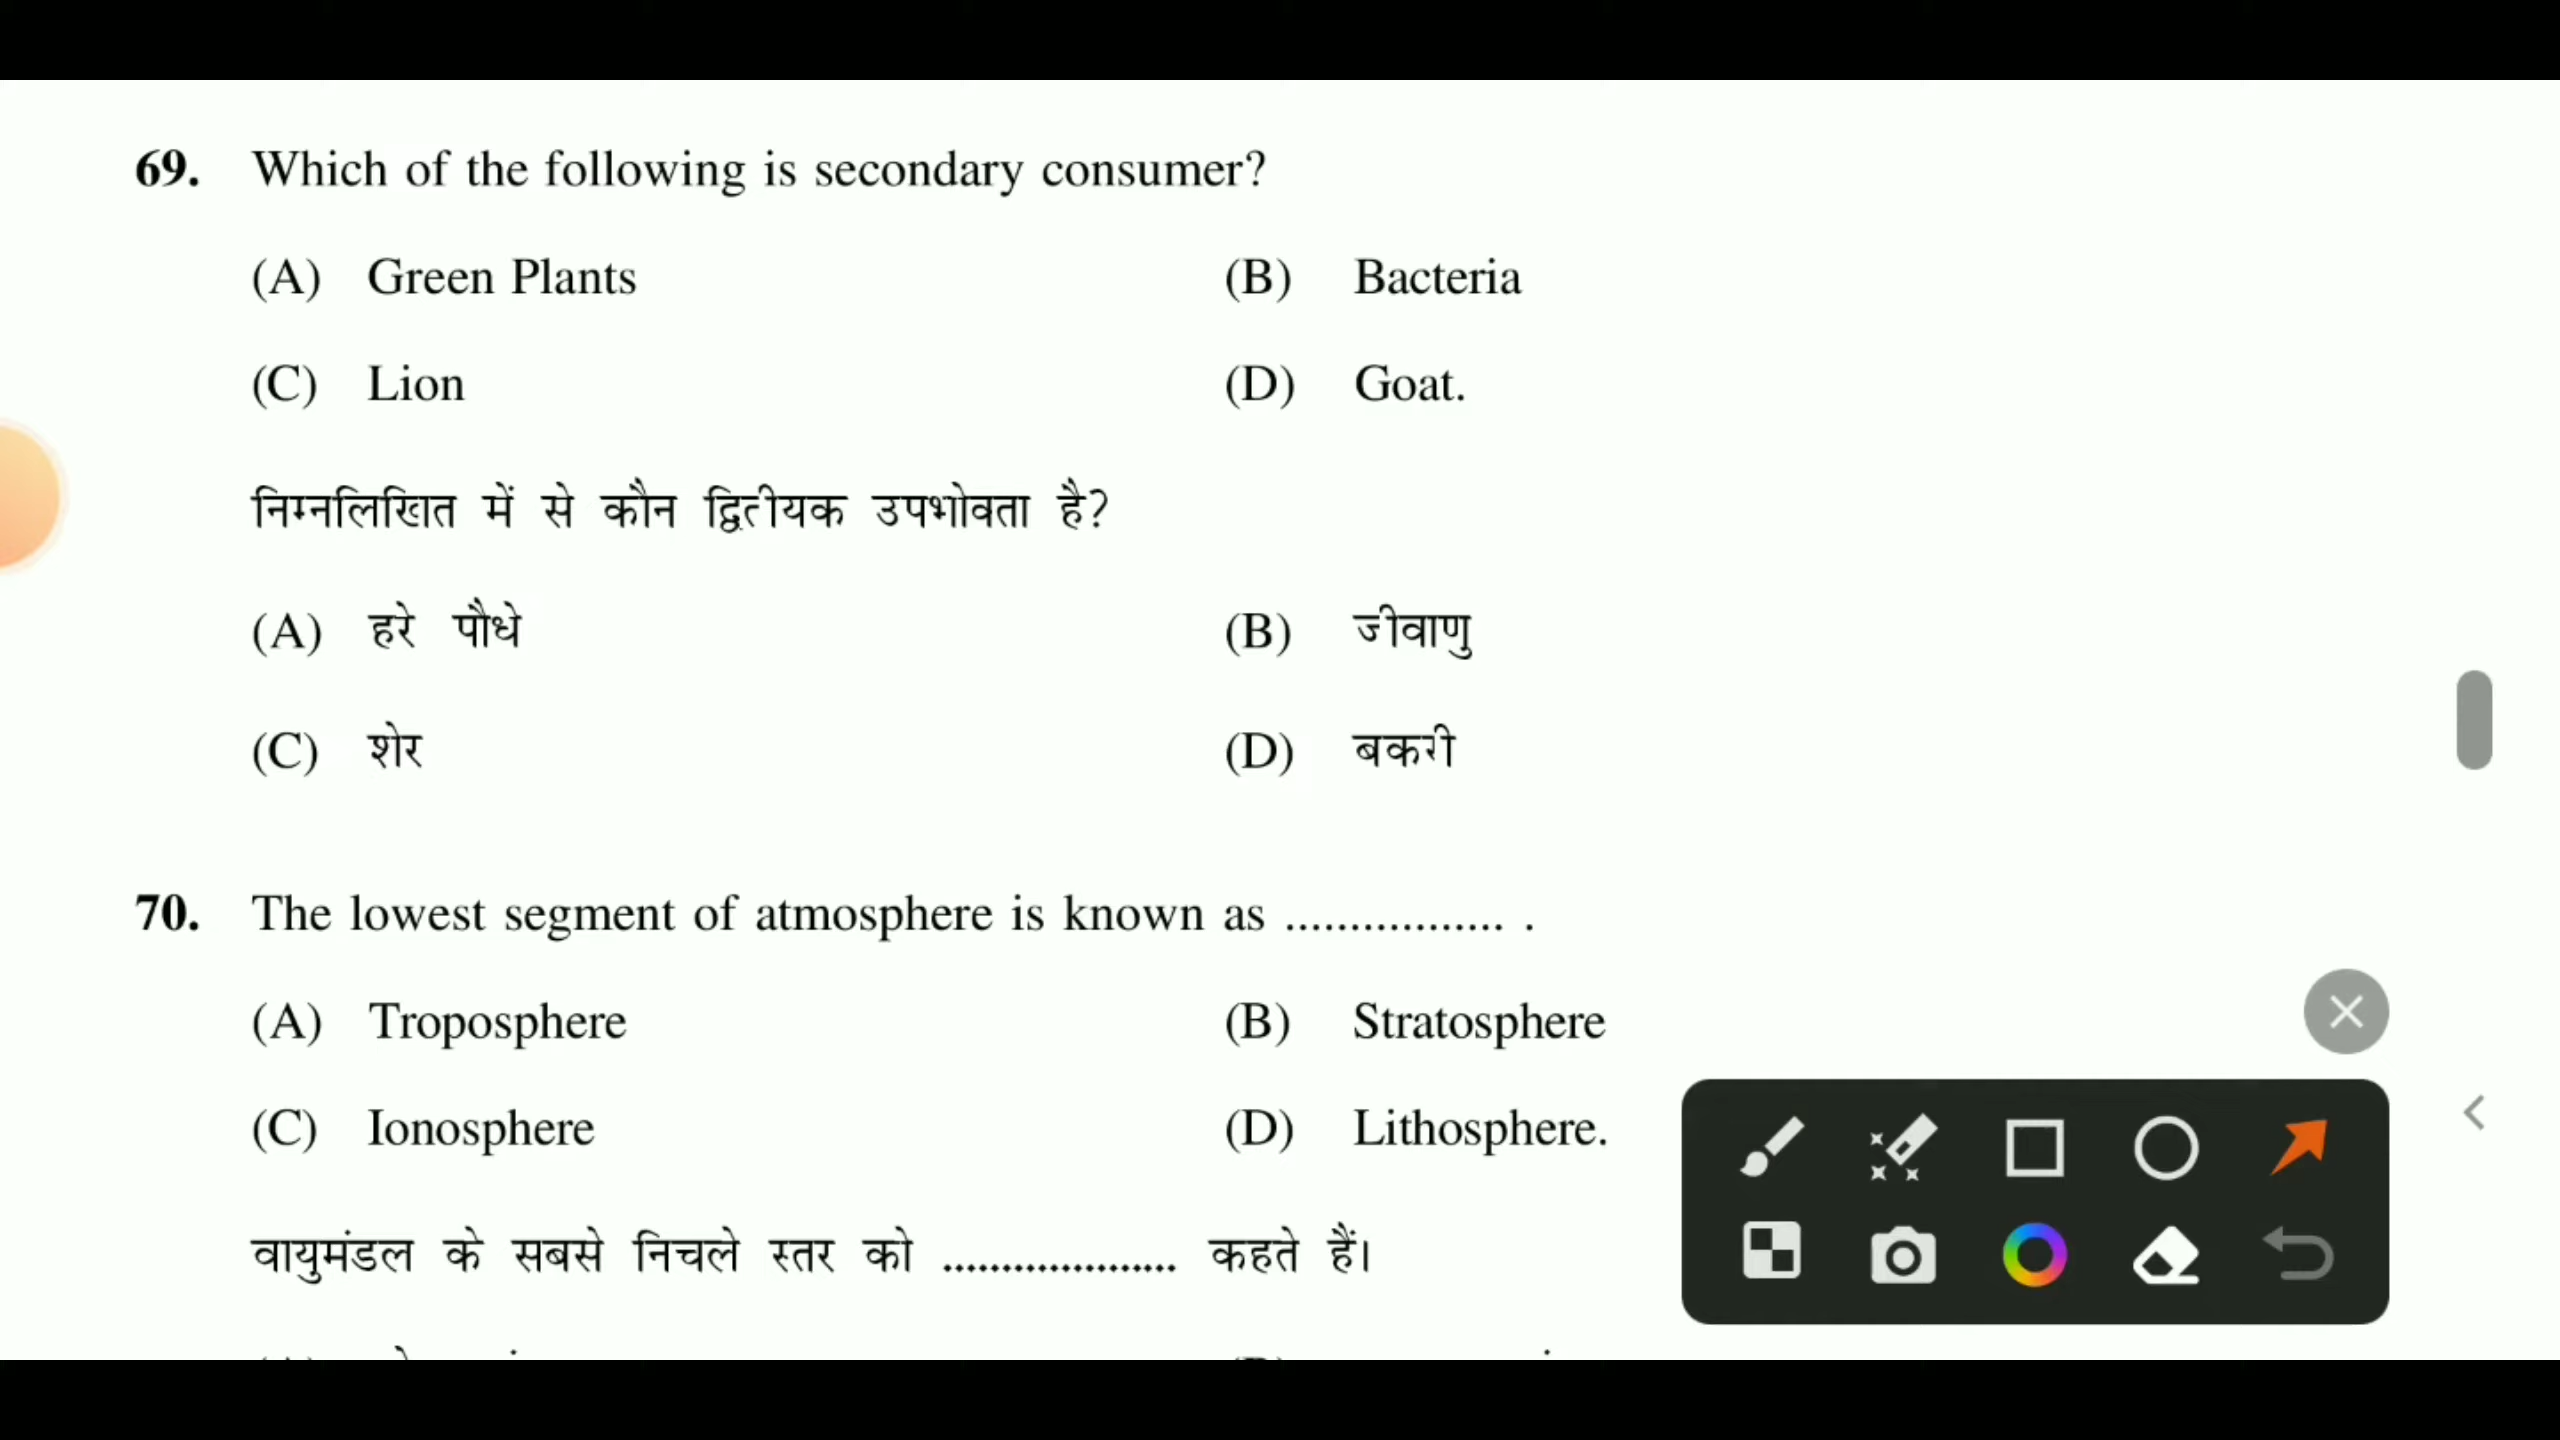 69. Which of the following is secondary consumer?
(A) Green Plants (B) Bacteria
(C) Lion (D) Goat.
निम्नलिखित में से कौन द्वितीयक उपभोक्ता है?
(A) हरे पौधे (B) जीवाणु
(C) शेर (D) बकरी
70. The lowest segment of atmosphere is known as ................. .
(A) Troposphere (B) Stratosphere
(C) Ionosphere (D) Lithosphere.
वायुमंडल के सबसे निचले स्तर को .................... कहते हैं।